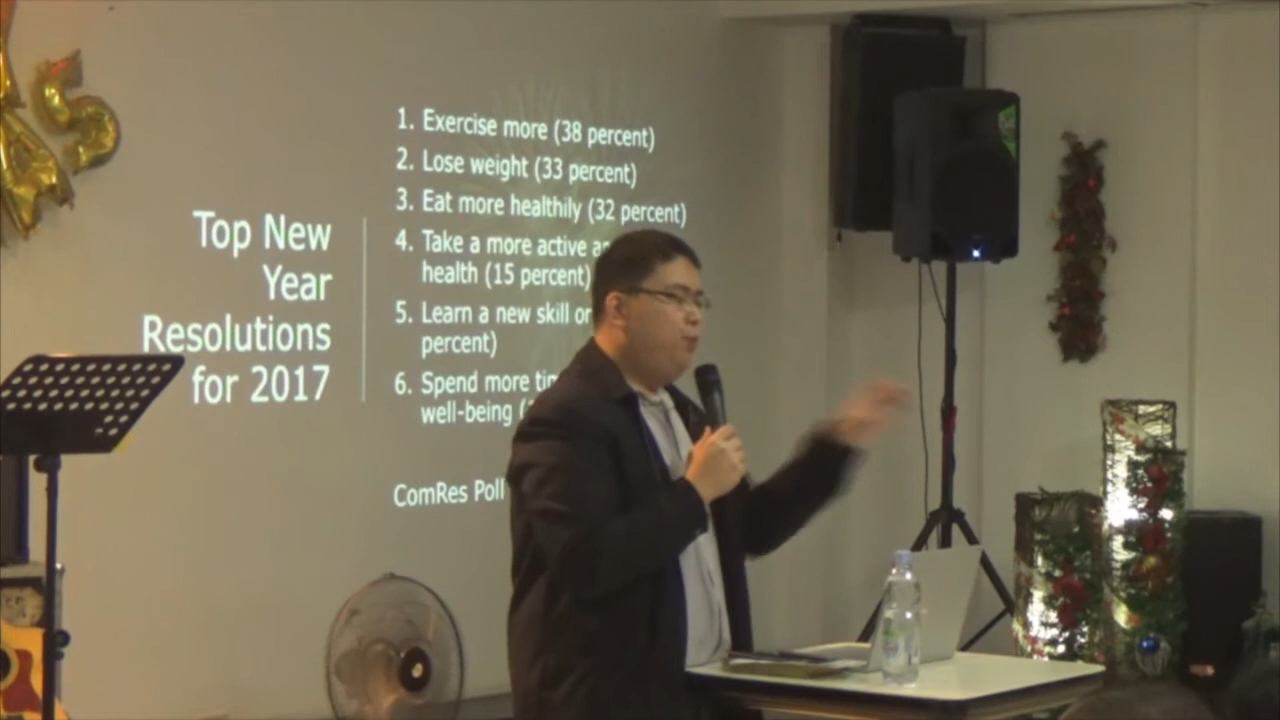 Top New
Year
Resolutions
for 2017
1. Exercise more (38 percent)
2. Lose weight (33 percent)
3. Eat more healthily (32 percent)
4. Take a more active
health (15 percent)
5. Learn a new skill or
percent)
6. Spend more
well-being
ComRes Poll
5